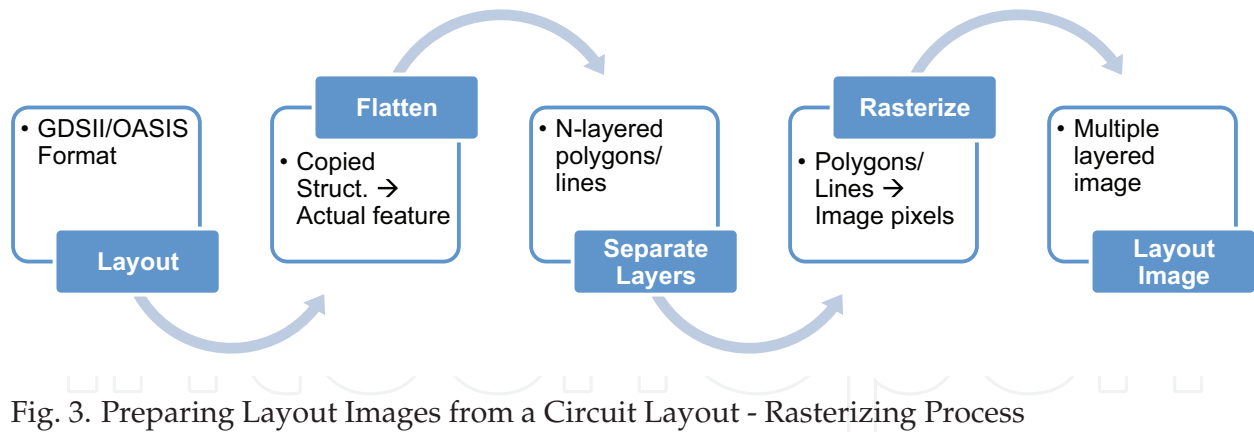 Layout
• GDSII/OASIS
Format
Flatten
• Copied
Struct. →
Actual feature
• N-layered
polygons/
lines
Separate
Layers
Rasterize
• Polygons/
Lines →
Image pixels
• Multiple
layered
image
Layout
Image
Fig. 3. Preparing Layout Images from a Circuit Layout - Rasterizing Process